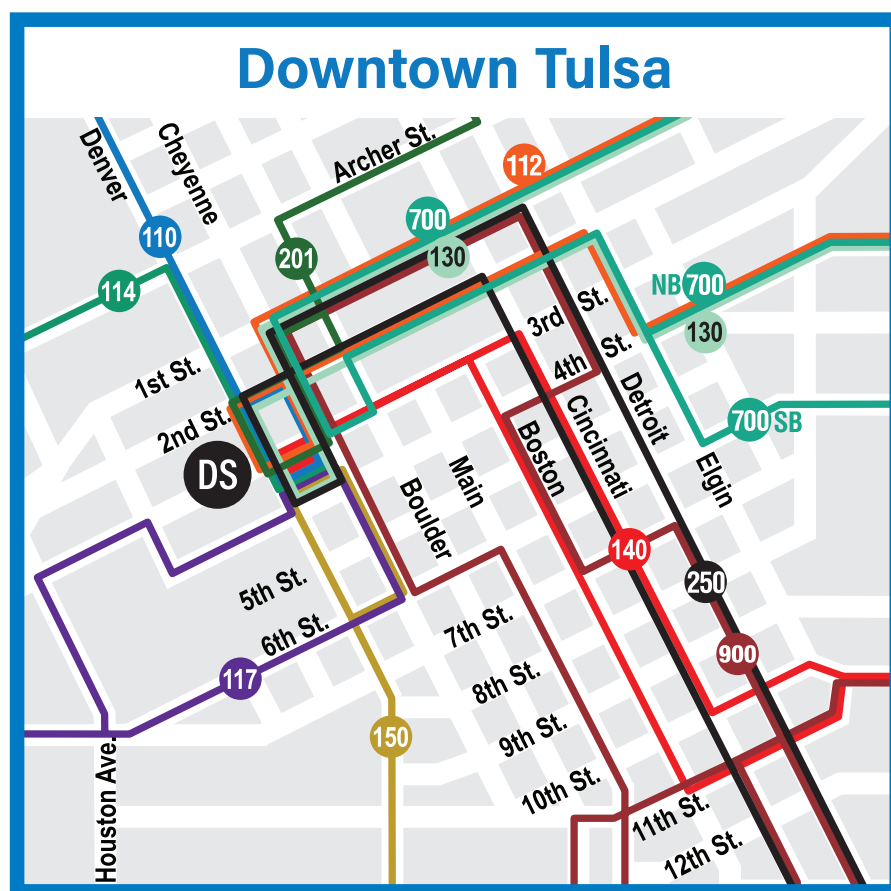 Downtown Tulsa
Denver
Cheyenne
Archer St.
112
700
110
201
130
114
NB 700
130
1st St.
3rd St.
4th St.
2nd St.
DS
Detroit
Cincinnati
700 SB
Boston
Elgin
Main
Boulder
140
250
5th St.
6th St.
7th St.
900
117
8th St.
150
9th St.
10th St.
Houston Ave.
11th St.
12th St.